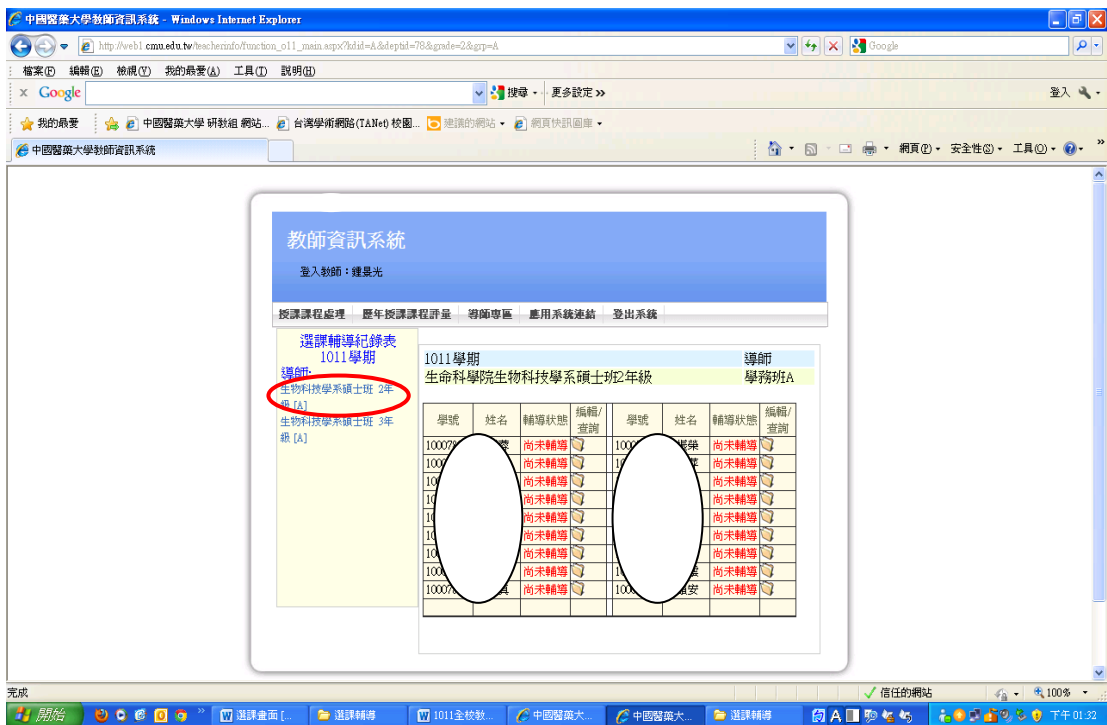 中國醫藥大學教師資訊系統 - Windows Internet Explorer
http://web1.cmu.edu.tw/teacherinfo/function_o11_main.aspx?kdid=A&deptid=78&grade=2&grp=A
Google
檔案(F) 編輯(E) 檢視(V) 我的最愛(A) 工具(T) 說明(H)
x Google 搜尋 更多設定 »
登入
我的最愛 中國醫藥大學 研教組 網站... 台灣學術網路(TANet) 校園... 建議的網站 網頁快訊圖庫
中國醫藥大學教師資訊系統
網頁(P) 安全性(S) 工具(O) »
教師資訊系統
登入教師：鍾景光
授課課程處理 歷年授課課程評量 導師專區 應用系統連結 登出系統
選課輔導紀錄表
1011學期
導師:
生物科技學系碩士班 2年
級 [A]
生物科技學系碩士班 3年
級 [A]
1011學期 導師
生命科學院生物科技學系碩士班2年級 學務班A
學號 姓名 輔導狀態 編輯/查詢 學號 姓名 輔導狀態 編輯/查詢
尚未輔導 尚未輔導
尚未輔導 尚未輔導
尚未輔導 尚未輔導
尚未輔導 尚未輔導
尚未輔導 尚未輔導
尚未輔導 尚未輔導
尚未輔導 尚未輔導
尚未輔導 尚未輔導
尚未輔導 安 尚未輔導
完成 信任的網站 100%
開始 » 選課畫面 [... 選課輔導 1011全校教... 中國醫藥大... 中國醫藥大... 選課輔導 A 下午 01:32